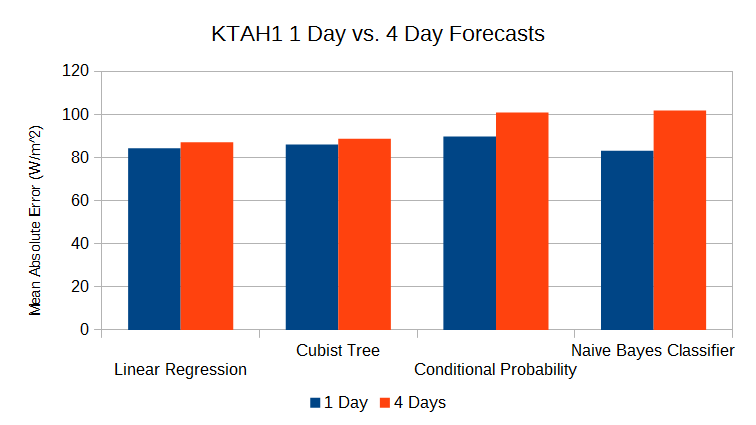 KTAH1 1 Day vs. 4 Day Forecasts
Mean Absolute Error (W/m^2)
120
100
80
60
40
20
0
Linear Regression
Cubist Tree
Conditional Probability
Naive Bayes Classifier
1 Day
4 Days